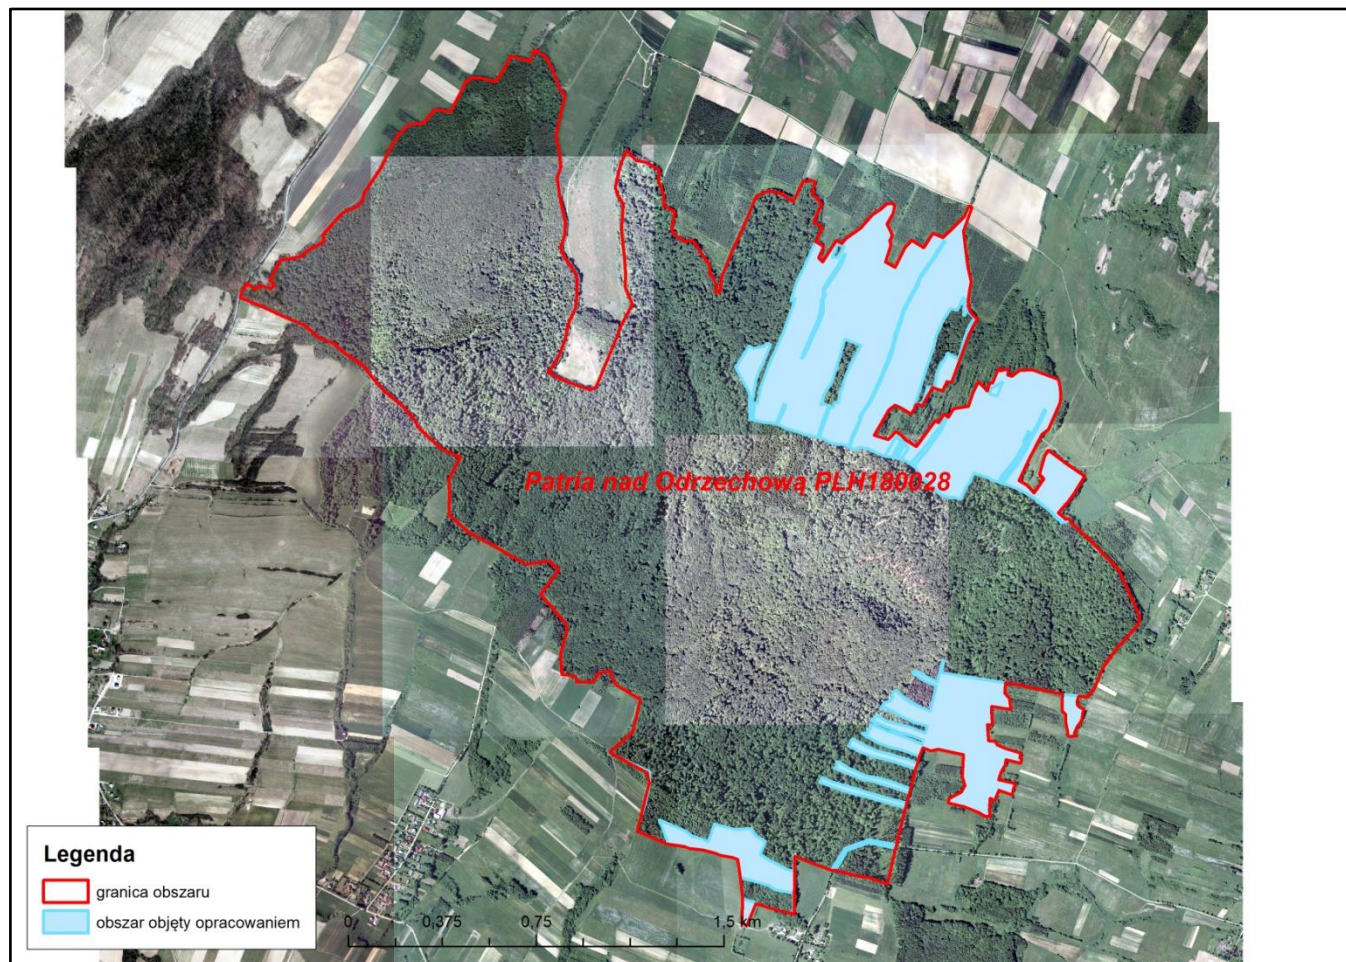 Patria nad Odrzechową PLH180028
Legenda
granica obszaru
obszar objęty opracowaniem
0 0,375 0,75 1,5 km